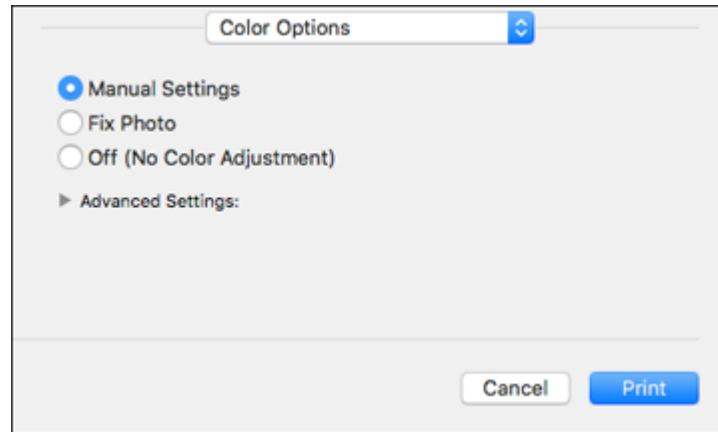 Color Options
Manual Settings
Fix Photo
Off (No Color Adjustment)
Advanced Settings:
Cancel Print